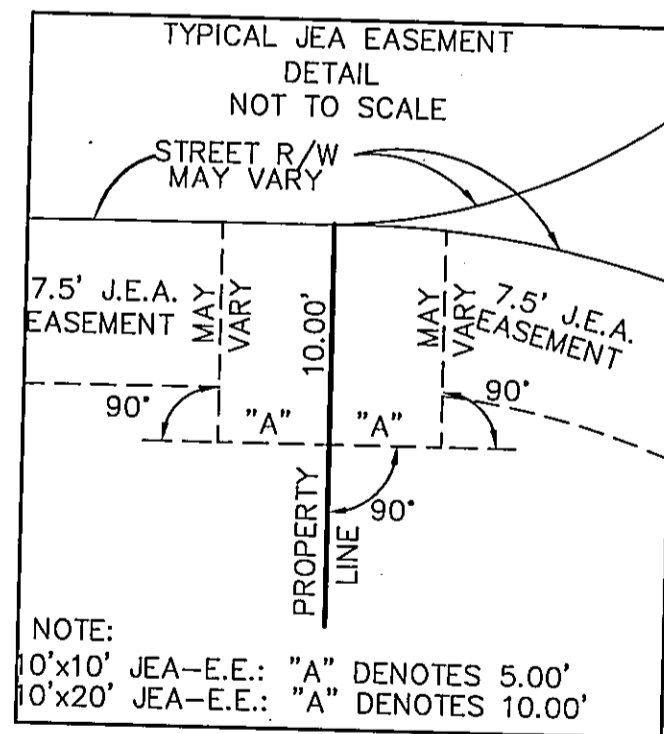 TYPICAL JEA EASEMENT
DETAIL
NOT TO SCALE
STREET R/W
MAY VARY
7.5' J.E.A.
EASEMENT
MAY
VARY
10.00'
MAY
VARY
7.5' J.E.A.
EASEMENT
90°
"A"
"A"
90°
PROPERTY
LINE
90°
NOTE:
10'x10' JEA-E.E.: "A" DENOTES 5.00'
10'x20' JEA-E.E.: "A" DENOTES 10.00'